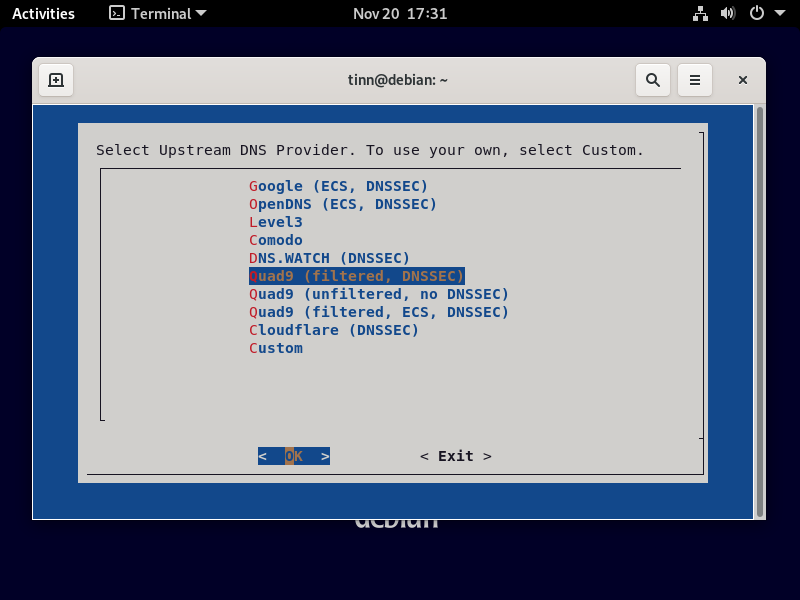 Activities Terminal Nov 20 17:31
tinn@debian: ~
Select Upstream DNS Provider. To use your own, select Custom.
Google (ECS, DNSSEC)
OpenDNS (ECS, DNSSEC)
Level3
Comodo
DNS.WATCH (DNSSEC)
Quad9 (filtered, DNSSEC)
Quad9 (unfiltered, no DNSSEC)
Quad9 (filtered, ECS, DNSSEC)
Cloudflare (DNSSEC)
Custom
< OK > < Exit >
debian